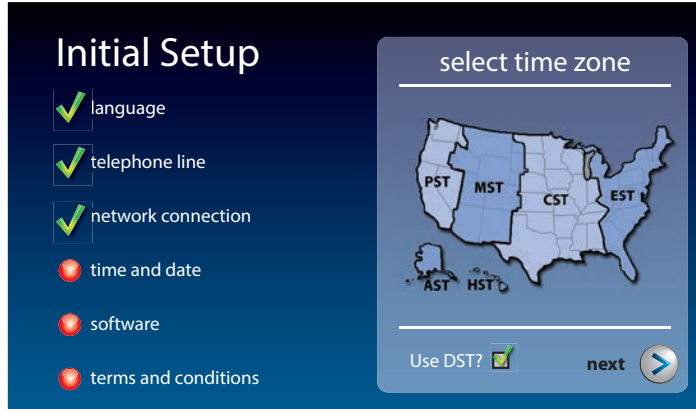 Initial Setup
language
telephone line
network connection
time and date
software
terms and conditions
select time zone
PST
MST
CST
EST
AST
HST
Use DST?
next